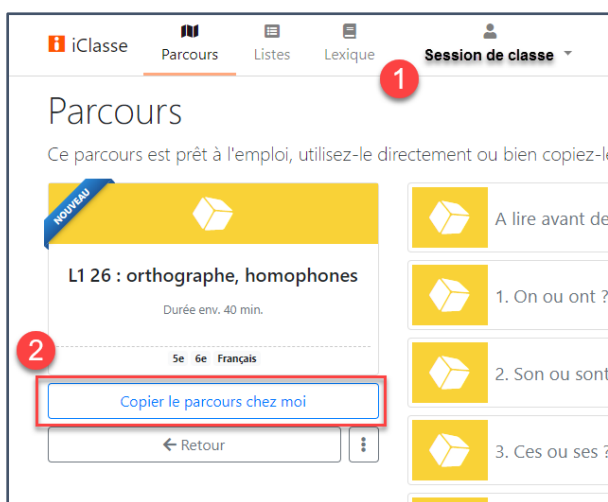 iClasse
Parcours
Listes
Lexique
Session de classe
1
Parcours
Ce parcours est prêt à l'emploi, utilisez-le directement ou bien copiez-le
NOUVEAU
L1 26 : orthographe, homophones
Durée env. 40 min.
2
5e 6e Français
Copier le parcours chez moi
← Retour
A lire avant de
1. On ou ont ?
2. Son ou sont
3. Ces ou ses ?